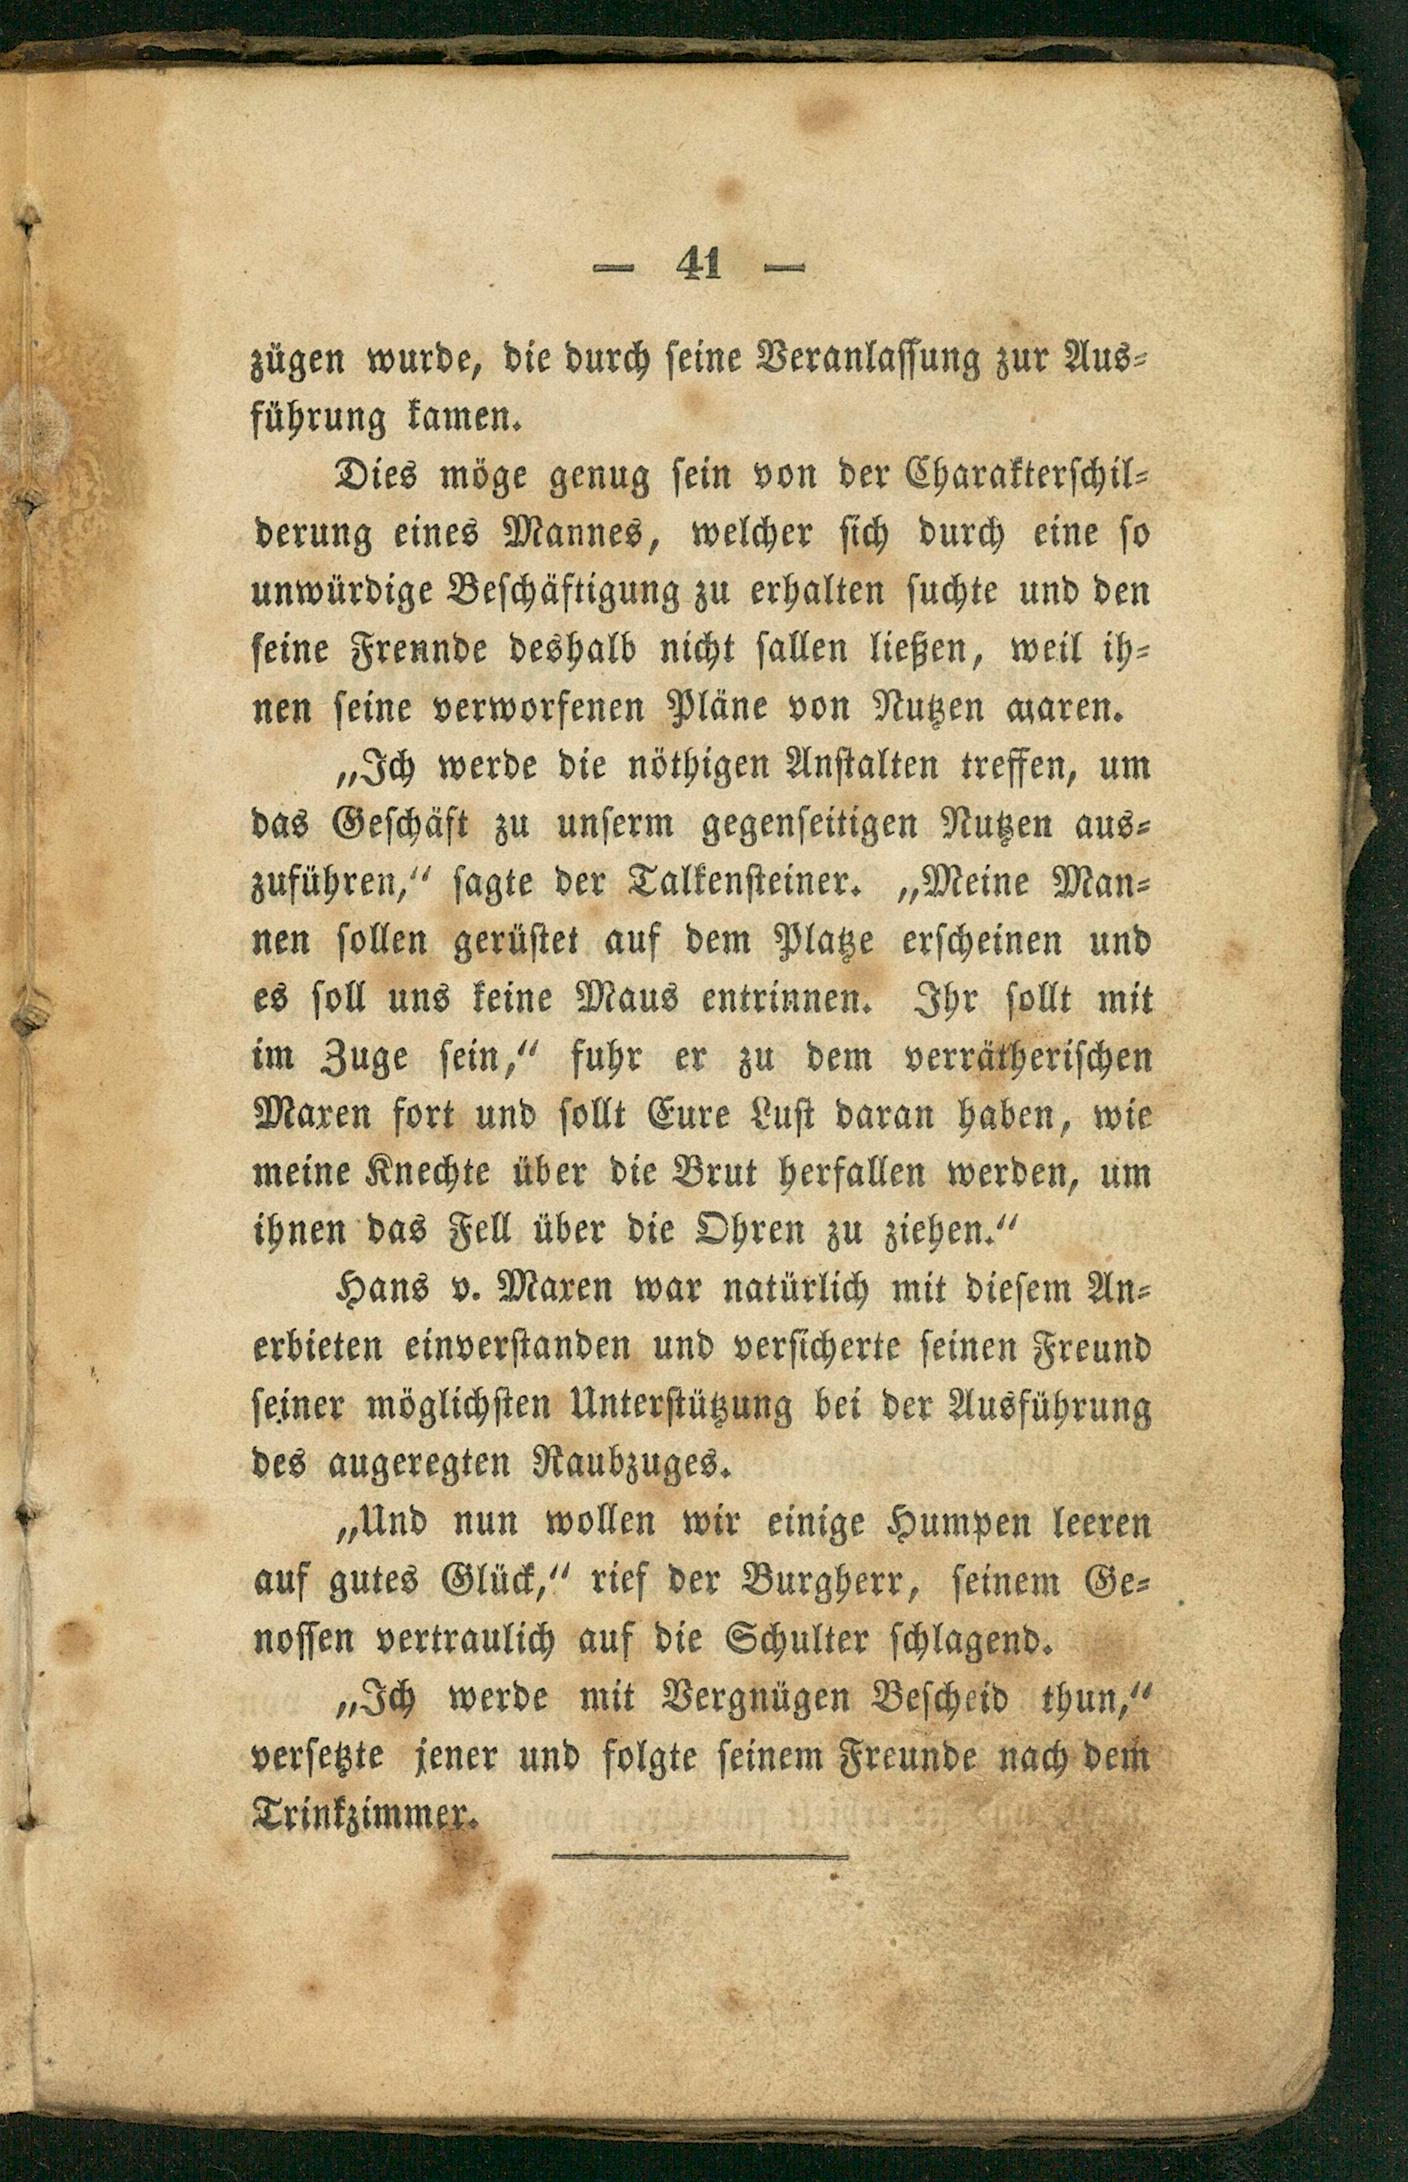 — 41 —
zügen wurde, die durch seine Veranlassung zur Aus-
führung kamen.
Dies möge genug sein von der Charakterschil-
derung eines Mannes, welcher sich durch eine so
unwürdige Beschäftigung zu erhalten suchte und den
seine Frennde deshalb nicht sallen ließen, weil ih-
nen seine verworfenen Pläne von Nutzen waren.
„Ich werde die nöthigen Anstalten treffen, um
das Geschäft zu unserm gegenseitigen Nutzen aus-
zuführen,“ sagte der Talkensteiner. „Meine Man-
nen sollen gerüstet auf dem Platze erscheinen und
es soll uns keine Maus entrinnen. Ihr sollt mit
im Zuge sein,“ fuhr er zu dem verrätherischen
Maxen fort und sollt Eure Lust daran haben, wie
meine Knechte über die Brut herfallen werden, um
ihnen das Fell über die Ohren zu ziehen.“
Hans v. Maxen war natürlich mit diesem An-
erbieten einverstanden und versicherte seinen Freund
seiner möglichsten Unterstützung bei der Ausführung
des augeregten Raubzuges.
„Und nun wollen wir einige Humpen leeren
auf gutes Glück,“ rief der Burgherr, seinem Ge-
nossen vertraulich auf die Schulter schlagend.
„Ich werde mit Vergnügen Bescheid thun,“
versetzte jener und folgte seinem Freunde nach dem
Trinkzimmer.